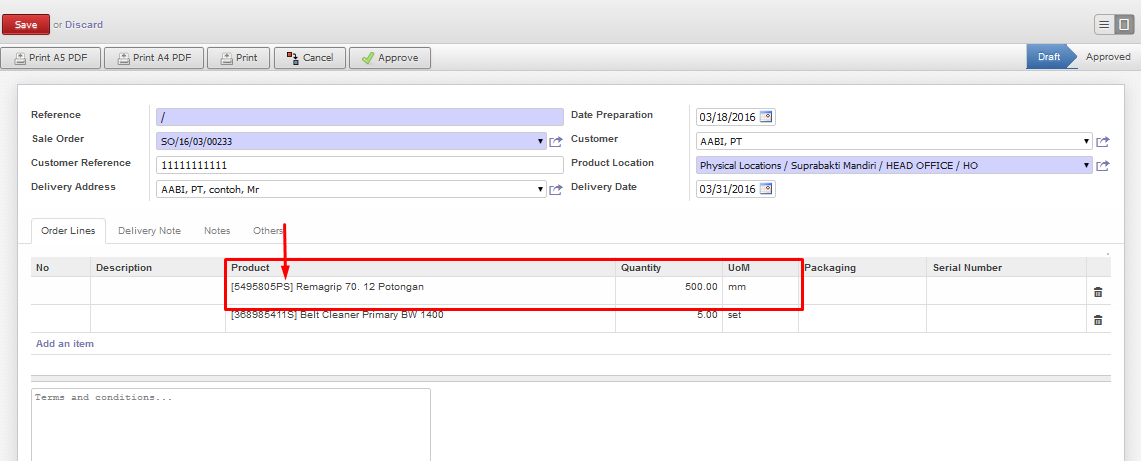 Save or Discard
Print A5 PDF Print A4 PDF Print Cancel Approve Draft Approved
Reference / Date Preparation 03/18/2016
Sale Order SO/16/03/00233 Customer AABI, PT
Customer Reference 11111111111 Product Location Physical Locations / Suprabakti Mandiri / HEAD OFFICE / HO
Delivery Address AABI, PT, contoh, Mr Delivery Date 03/31/2016
Order Lines Delivery Note Notes Others
No Description Product Quantity UoM Packaging Serial Number
[5495805PS] Remagrip 70. 12 Potongan 500.00 mm
[368985411S] Belt Cleaner Primary BW 1400 5.00 set
Add an item
Terms and conditions...